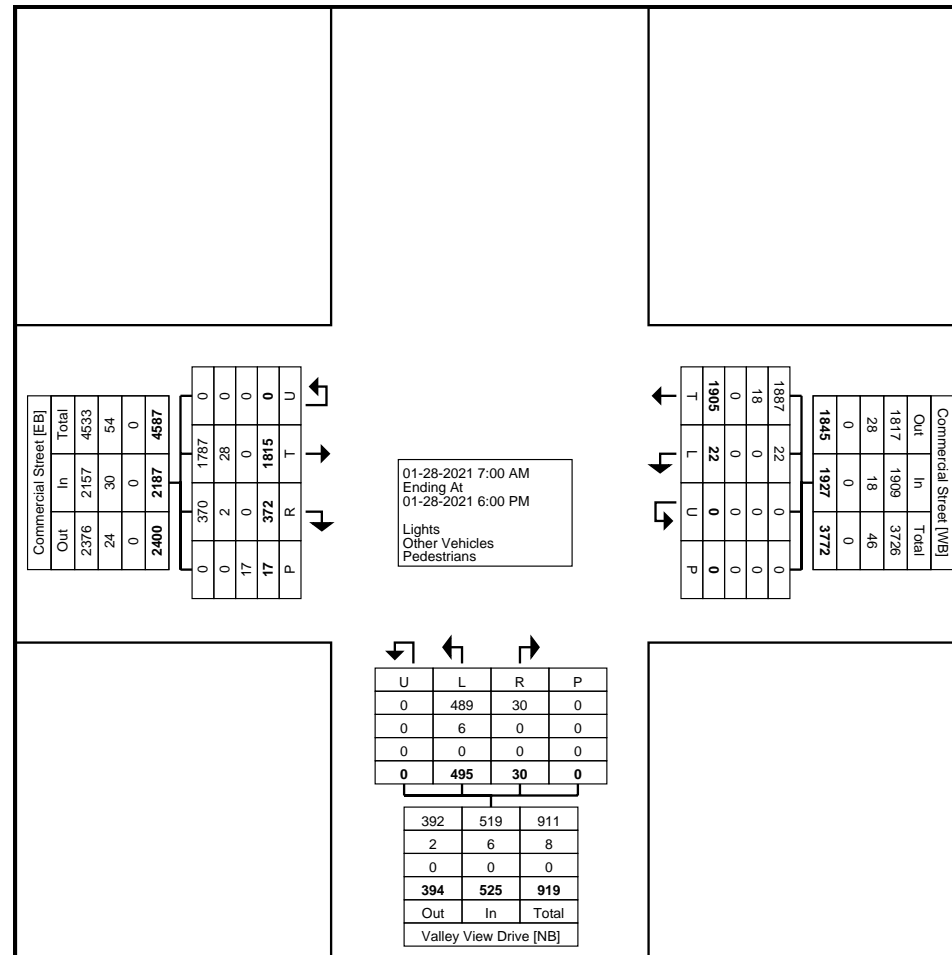 Commercial Street [EB]
Total In Out
4533 2157 2376
54 30 24
0 0 0
4587 2187 2400
0 1787 370 0
0 28 2 0
0 0 0 17
0 1815 372 17
U T R P
01-28-2021 7:00 AM
Ending At
01-28-2021 6:00 PM
Lights
Other Vehicles
Pedestrians
Commercial Street [WB]
Out In Total
1817 1909 3726
28 18 46
0 0 0
1845 1927 3772
1887 22 0 0
18 0 0 0
0 0 0 0
1905 22 0 0
T L U P
U L R P
0 489 30 0
0 6 0 0
0 0 0 0
0 495 30 0
392 519 911
2 6 8
0 0 0
394 525 919
Out In Total
Valley View Drive [NB]